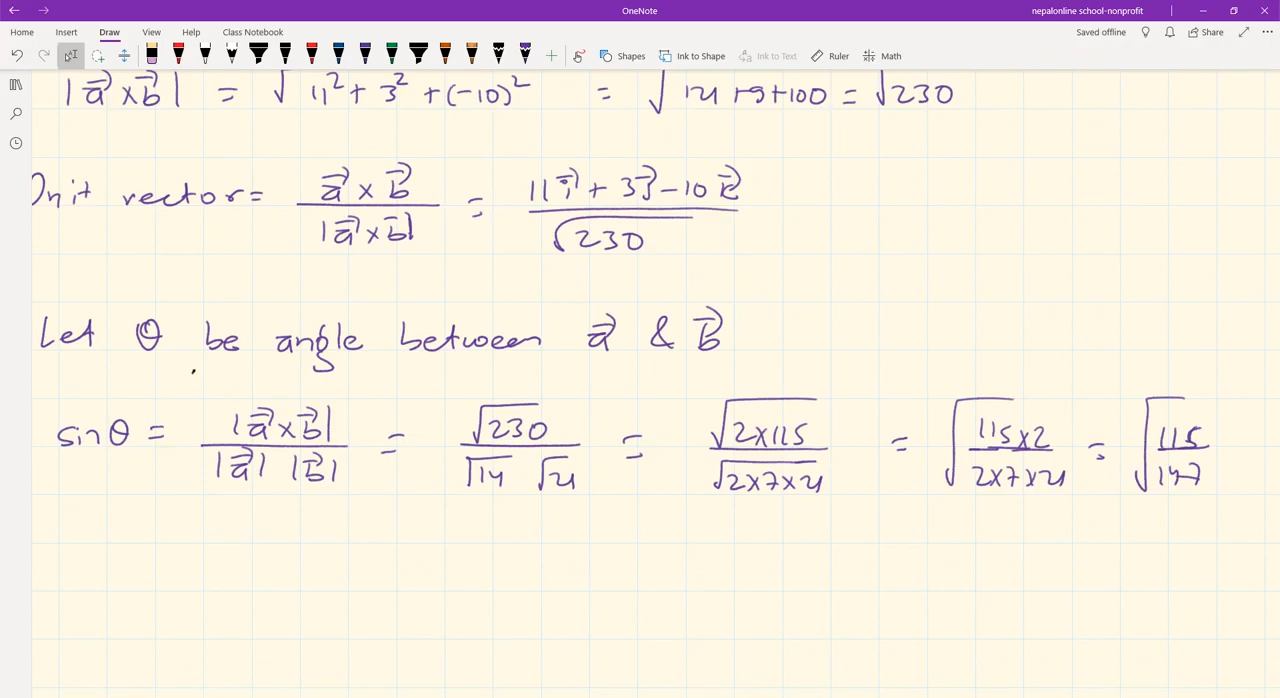 OneNote
nepalonline school-nonprofit
Home Insert Draw View Help Class Notebook
Saved offline Share
Shapes Ink to Shape Ink to Text Ruler Math
|a⃗ × b⃗| = √11² + 3² + (-10)² = √121 + 9 + 100 = √230
Unit vector = a⃗ × b⃗ / |a⃗ × b⃗| = 11i⃗ + 3j⃗ - 10k⃗ / √230
Let θ be angle between a⃗ & b⃗
sinθ = |a⃗ × b⃗| / |a⃗| |b⃗| = √230 / √14 √21 = √2×115 / √2×7×21 = √115×2 / 2×7×21 = √115 / 147